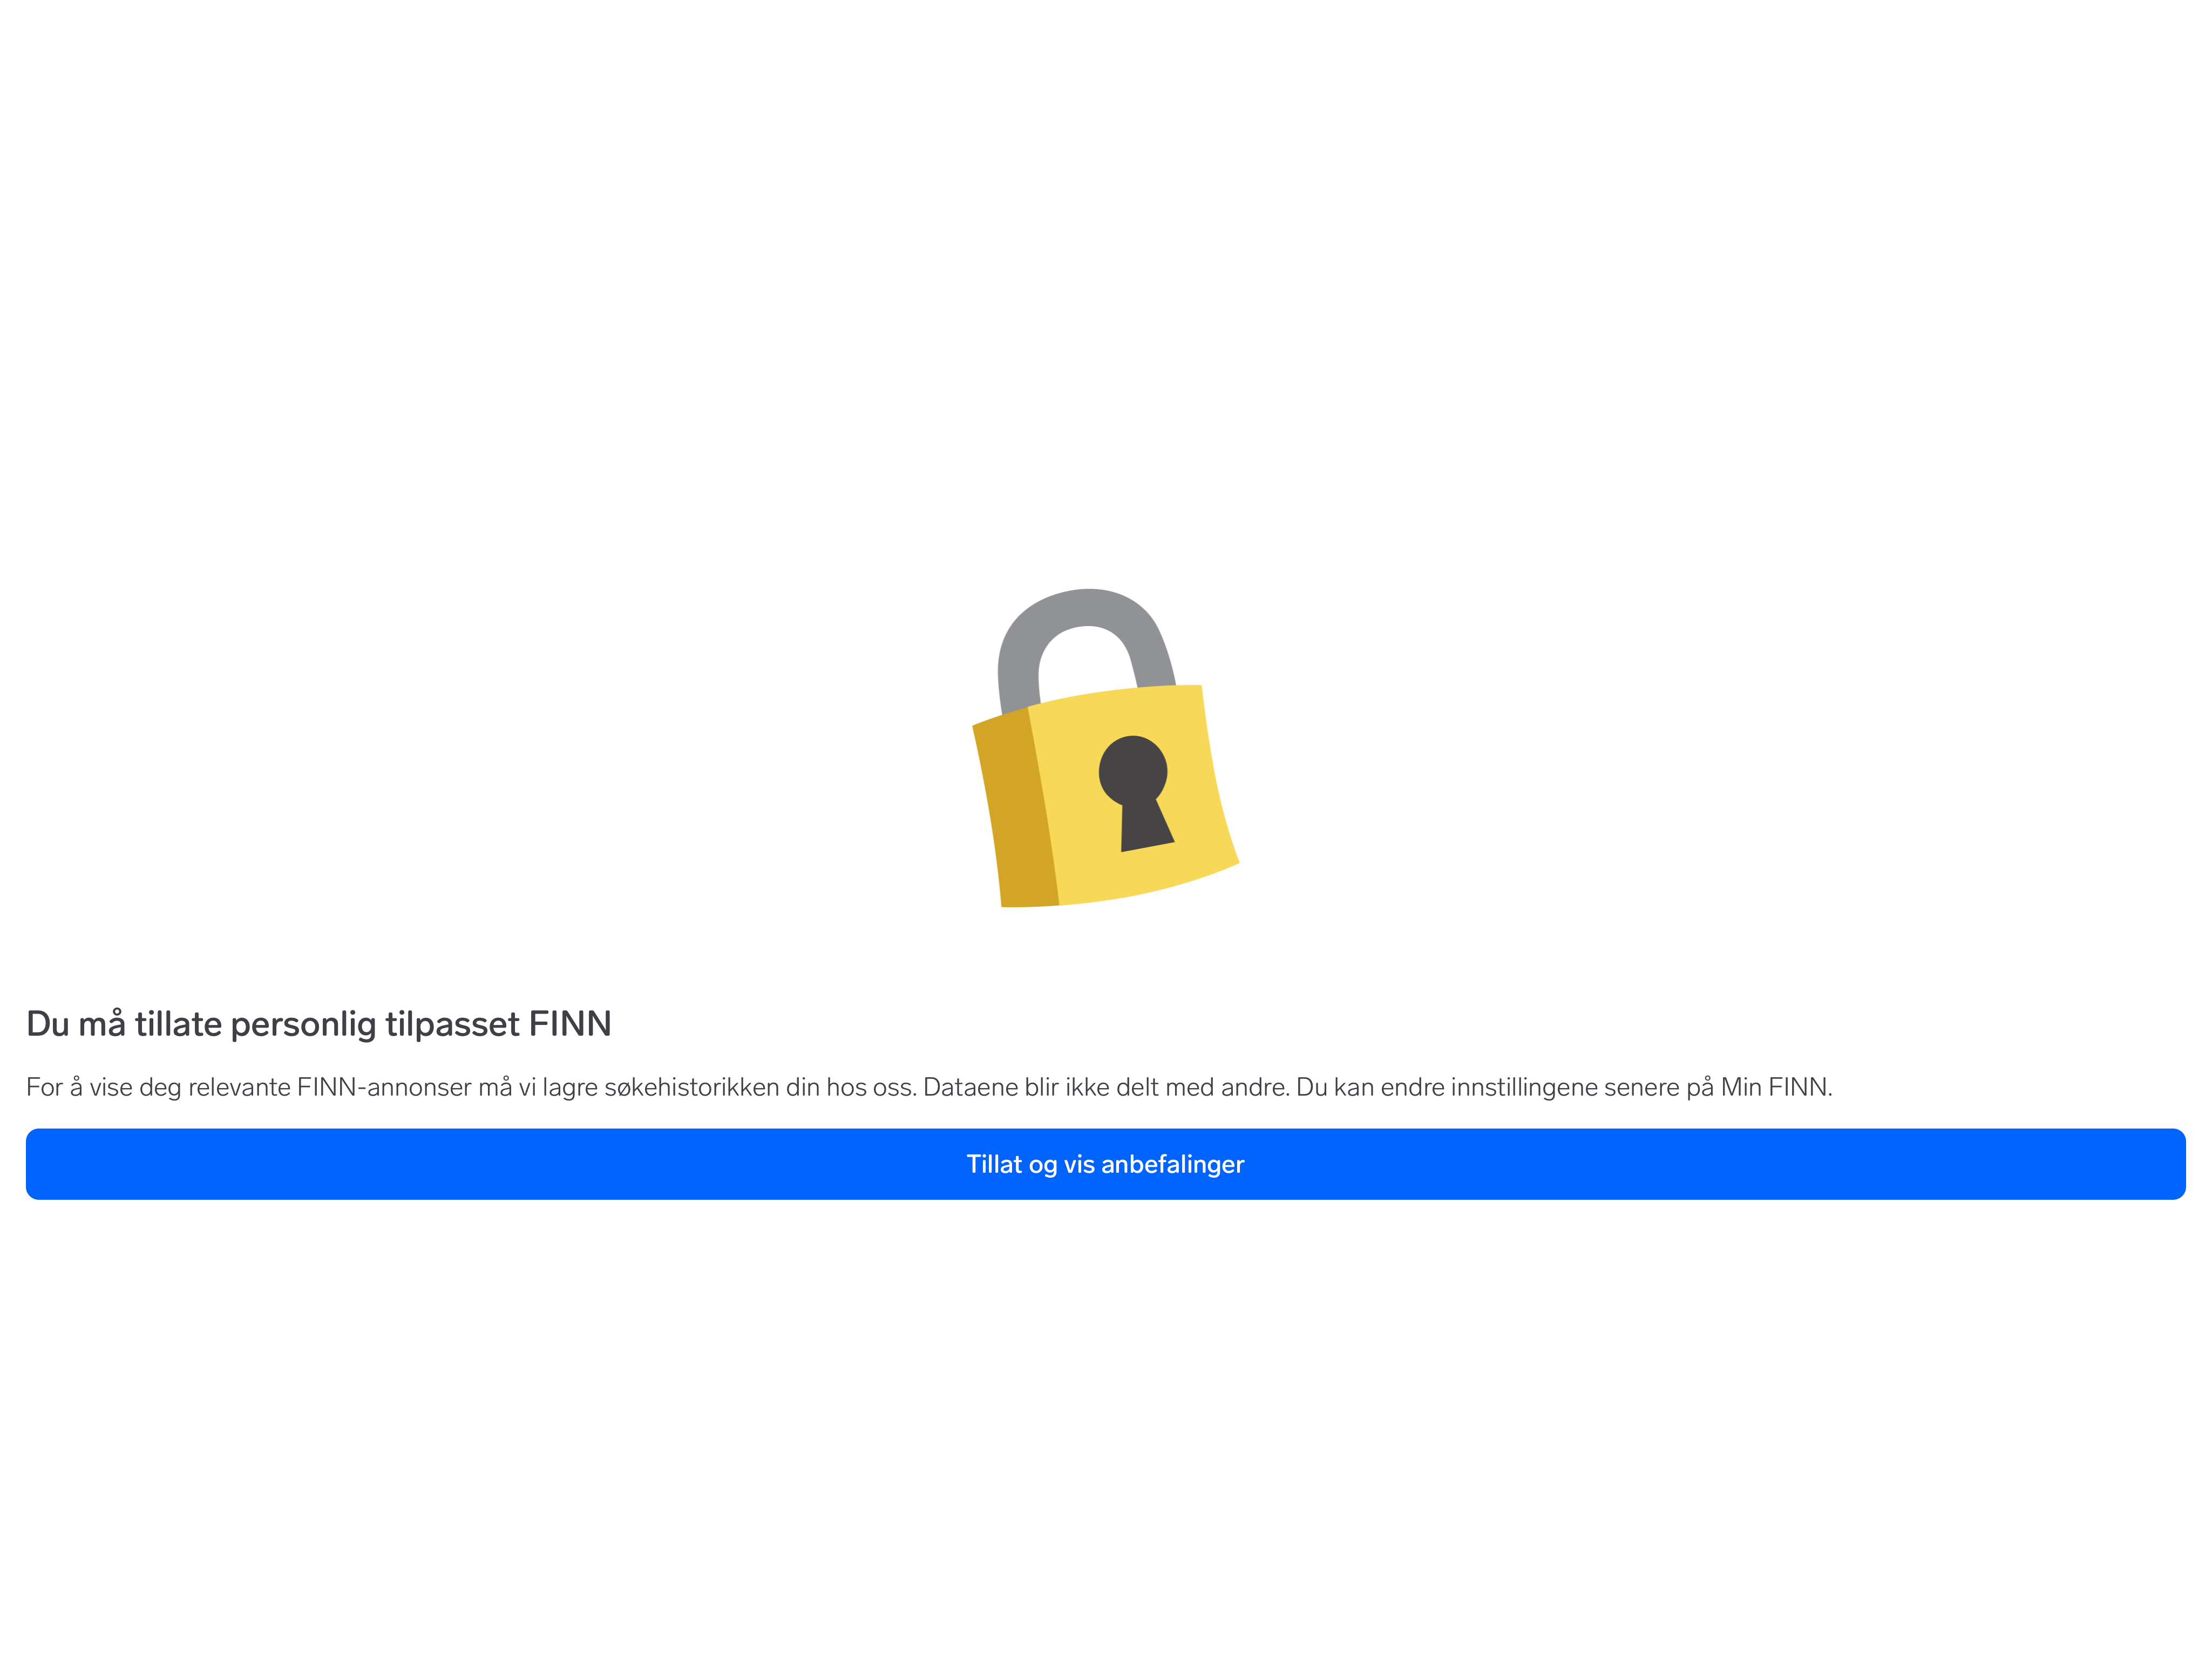 Du må tillate personlig tilpasset FINN
For å vise deg relevante FINN-annonser må vi lagre søkehistorikken din hos oss. Dataene blir ikke delt med andre. Du kan endre innstillingene senere på Min FINN.
Tillat og vis anbefalinger